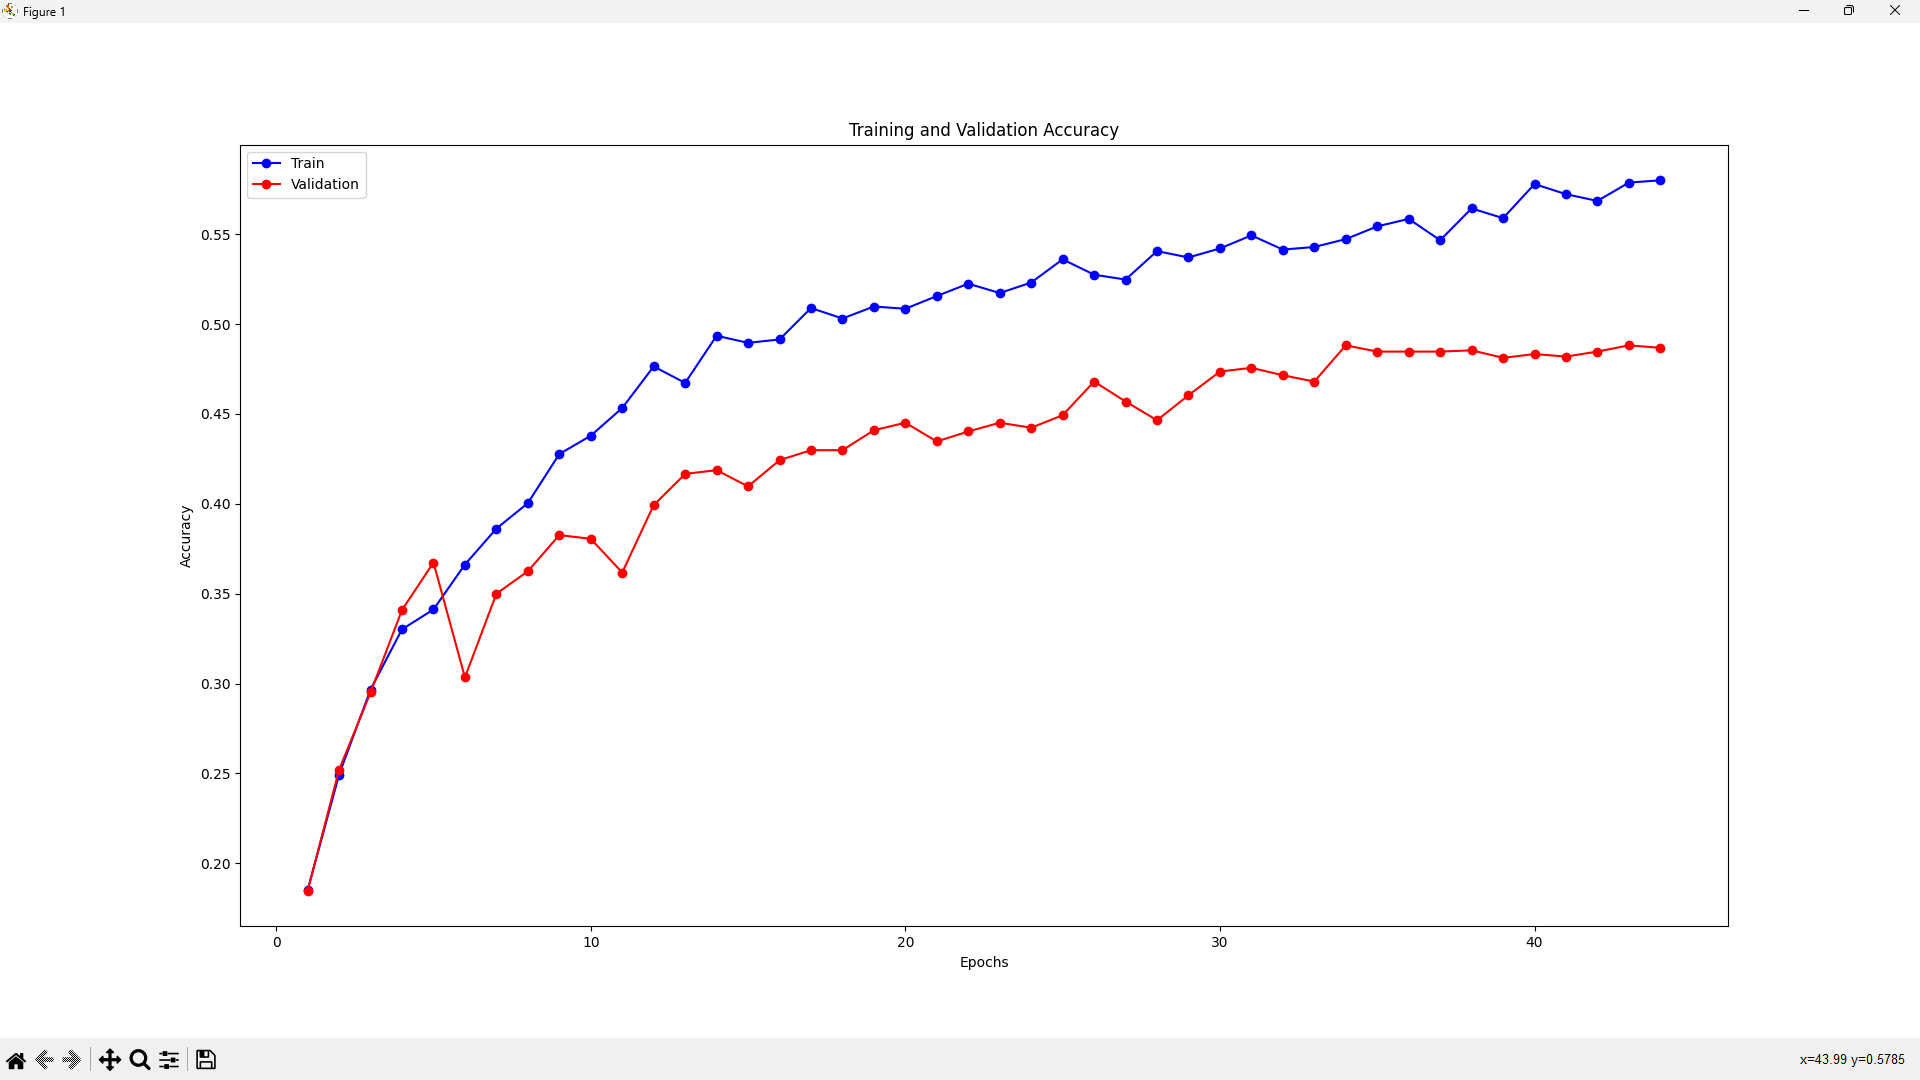 Figure 1
Training and Validation Accuracy
Train
Validation
0.55
0.50
0.45
0.40
0.35
0.30
0.25
0.20
Accuracy
0 10 20 30 40
Epochs
x=43.99 y=0.5785